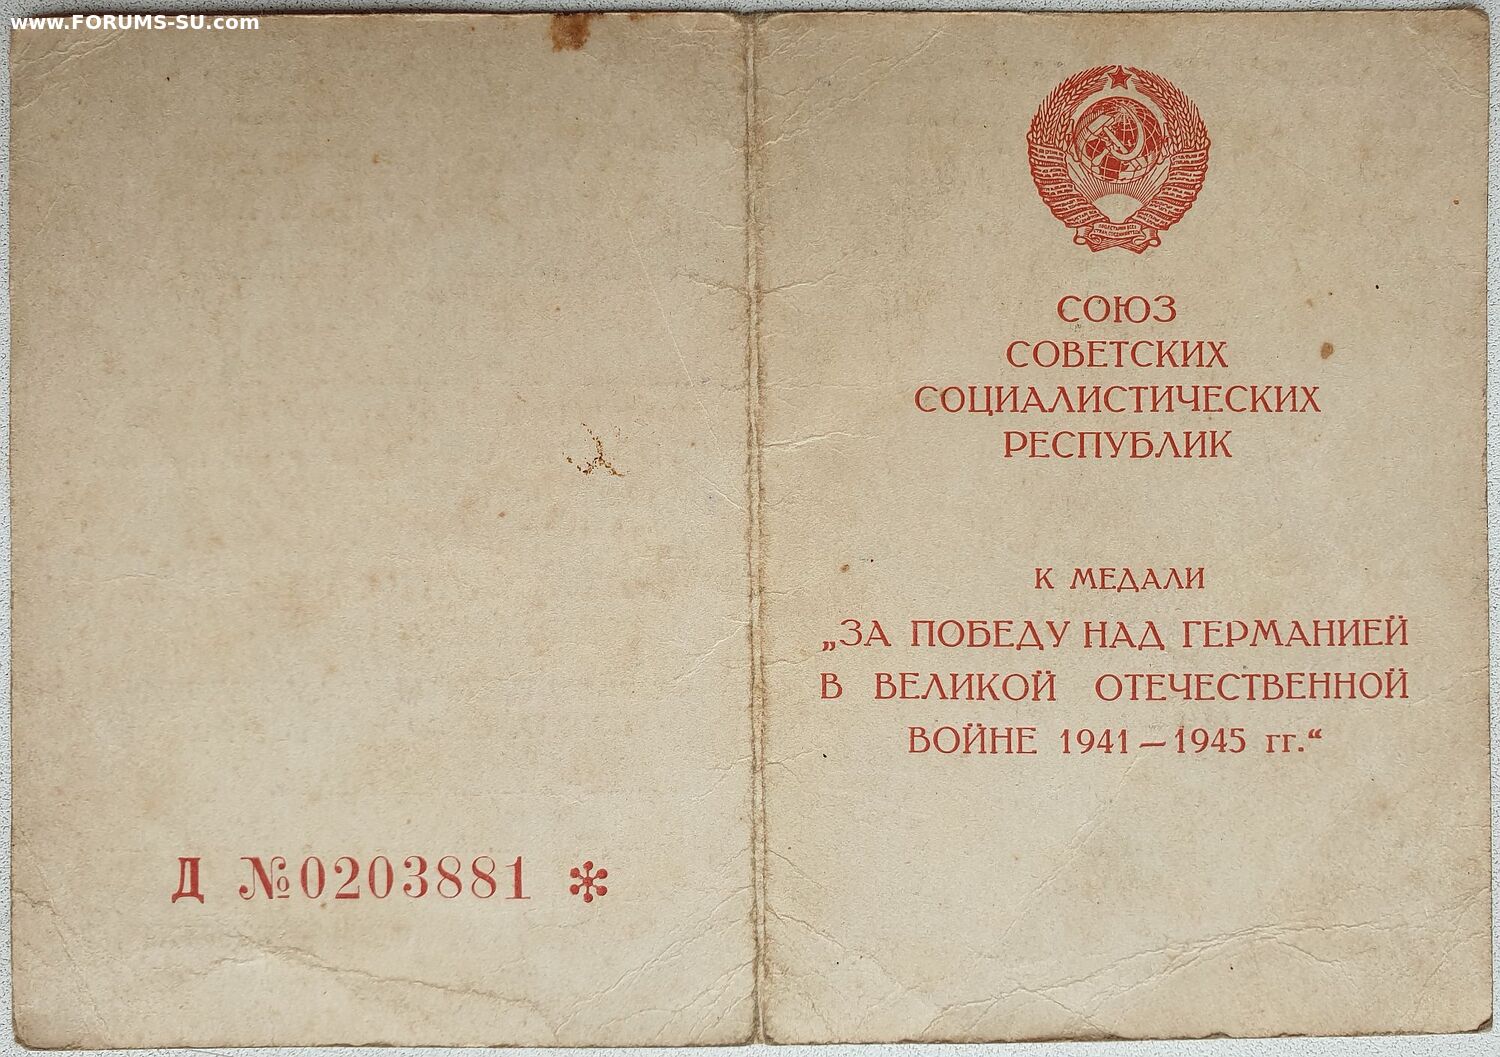 www.FORUMS-SU.com
СОЮЗ
СОВЕТСКИХ
СОЦИАЛИСТИЧЕСКИХ
РЕСПУБЛИК
К МЕДАЛИ
„ЗА ПОБЕДУ НАД ГЕРМАНИЕЙ
В ВЕЛИКОЙ ОТЕЧЕСТВЕННОЙ
ВОЙНЕ 1941 — 1945 гг.“
Д №0203881 *